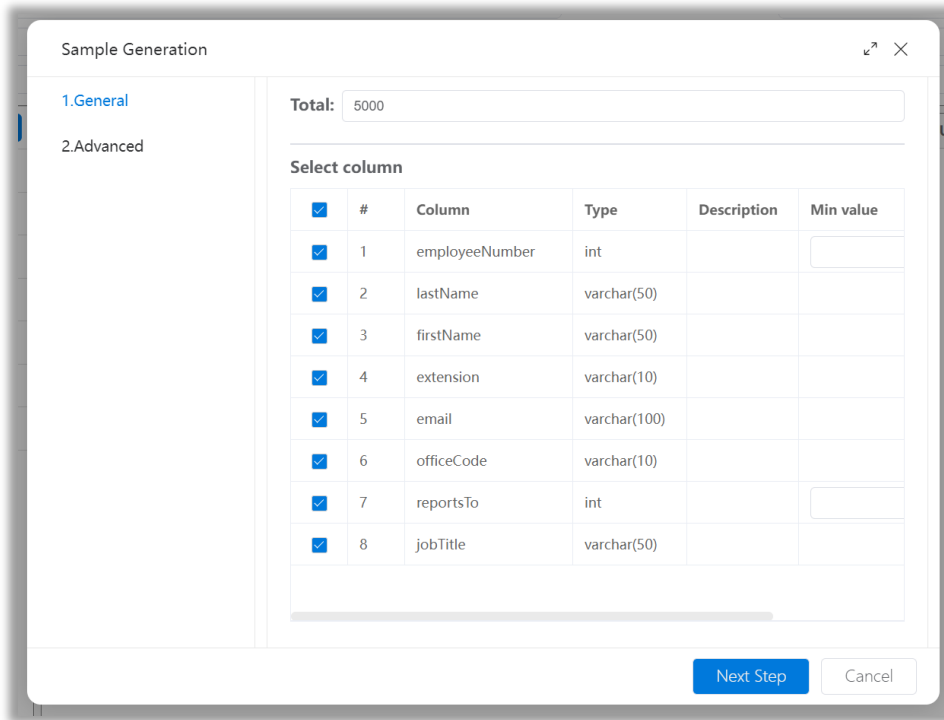 Sample Generation
1.General
2.Advanced
Total: 5000
Select column
# Column Type Description Min value
1 employeeNumber int
2 lastName varchar(50)
3 firstName varchar(50)
4 extension varchar(10)
5 email varchar(100)
6 officeCode varchar(10)
7 reportsTo int
8 jobTitle varchar(50)
Next Step Cancel